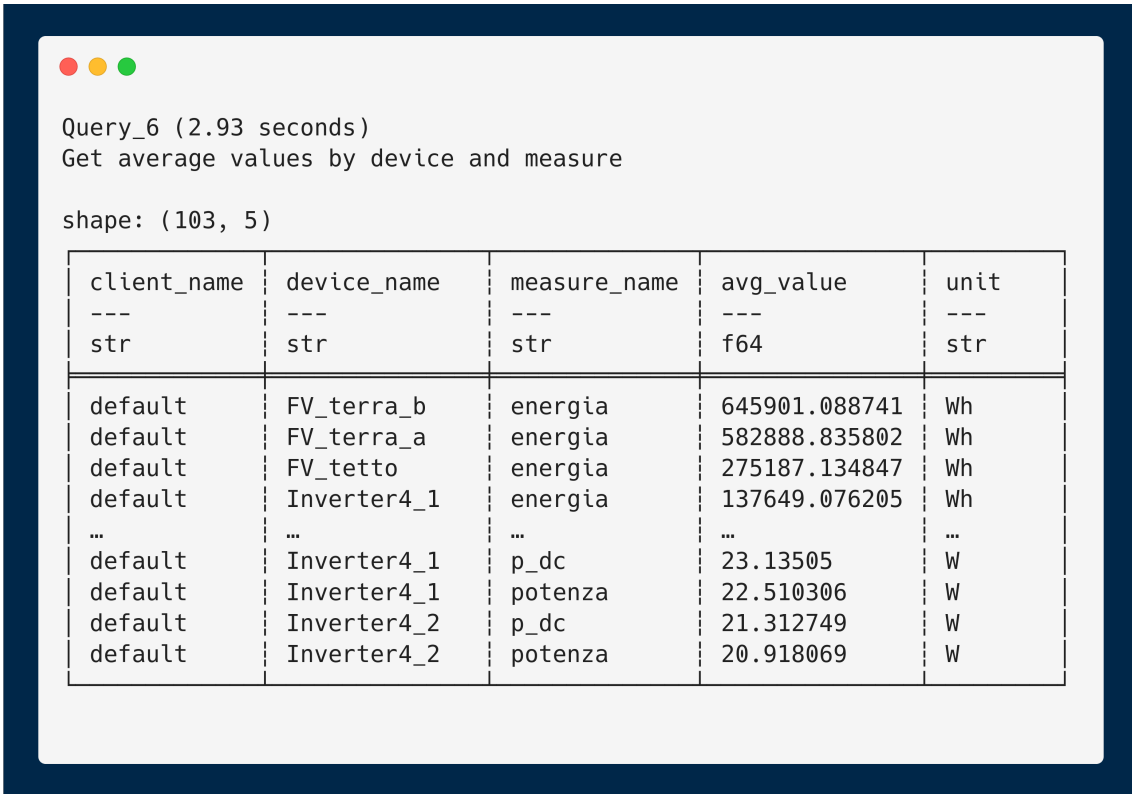 Query_6 (2.93 seconds)
Get average values by device and measure
shape: (103, 5)
client_name device_name measure_name avg_value unit
--- --- --- --- ---
str str str f64 str
default FV_terra_b energia 645901.088741 Wh
default FV_terra_a energia 582888.835802 Wh
default FV_tetto energia 275187.134847 Wh
default Inverter4_1 energia 137649.076205 Wh
… … … … …
default Inverter4_1 p_dc 23.13505 W
default Inverter4_1 potenza 22.510306 W
default Inverter4_2 p_dc 21.312749 W
default Inverter4_2 potenza 20.918069 W